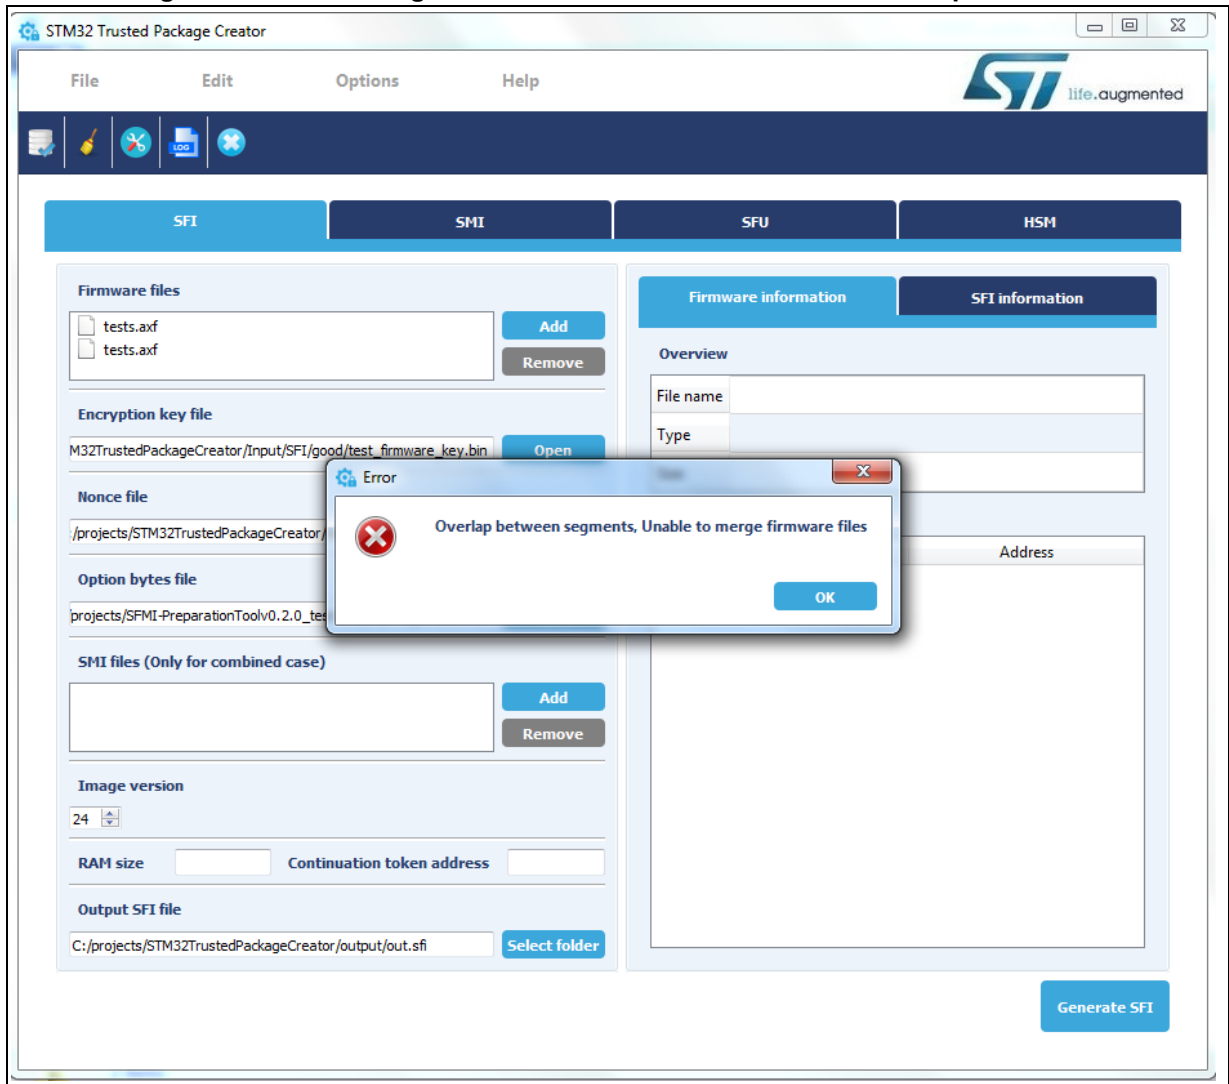 STM32 Trusted Package Creator
File Edit Options Help
life.augmented
LOG
SFI SMI SFU HSM
Firmware files
tests.axf
tests.axf
Add
Remove
Encryption key file
M32TrustedPackageCreator/Input/SFI/good/test_firmware_key.bin
Open
Nonce file
:/projects/STM32TrustedPackageCreator/
Option bytes file
projects/SFMI-PreparationToolv0.2.0_tes
SMI files (Only for combined case)
Add
Remove
Image version
24
RAM size Continuation token address
Output SFI file
C:/projects/STM32TrustedPackageCreator/output/out.sfi
Select folder
Firmware information SFI information
Overview
File name
Type
Address
Error
Overlap between segments, Unable to merge firmware files
OK
Generate SFI